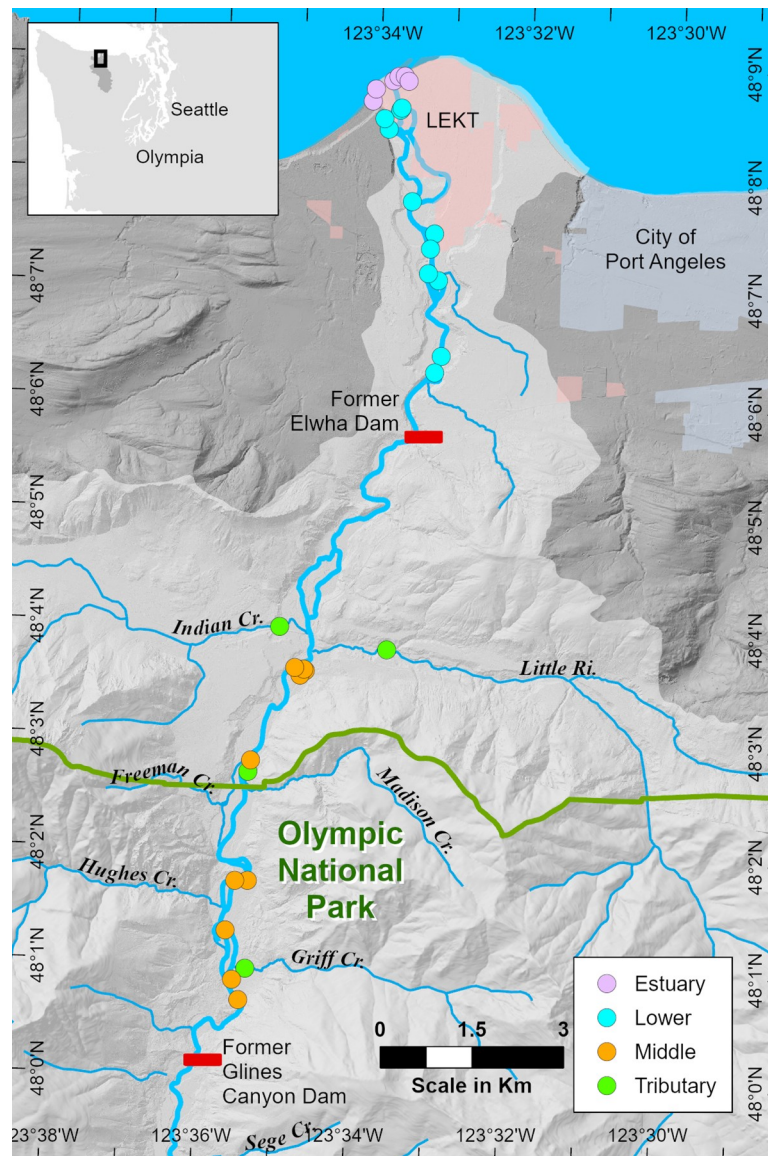 123°34'W
123°32'W
123°30'W
48°9'N
Seattle
Olympia
LEKT
48°8'N
City of
Port Angeles
48°7'N
48°7'N
48°6'N
48°6'N
Former
Elwha Dam
48°5'N
48°5'N
48°4'N
48°4'N
Indian Cr.
Little Ri.
48°3'N
48°3'N
Freeman Cr.
Madison Cr.
Olympic
National
Park
48°2'N
48°2'N
Hughes Cr.
Griff Cr.
48°1'N
48°1'N
Estuary
Lower
Middle
Tributary
0
1.5
3
Scale in Km
Former
Glines
Canyon Dam
48°0'N
48°0'N
Sege Cr.
23°38'W
123°36'W
123°34'W
123°32'W
123°30'W